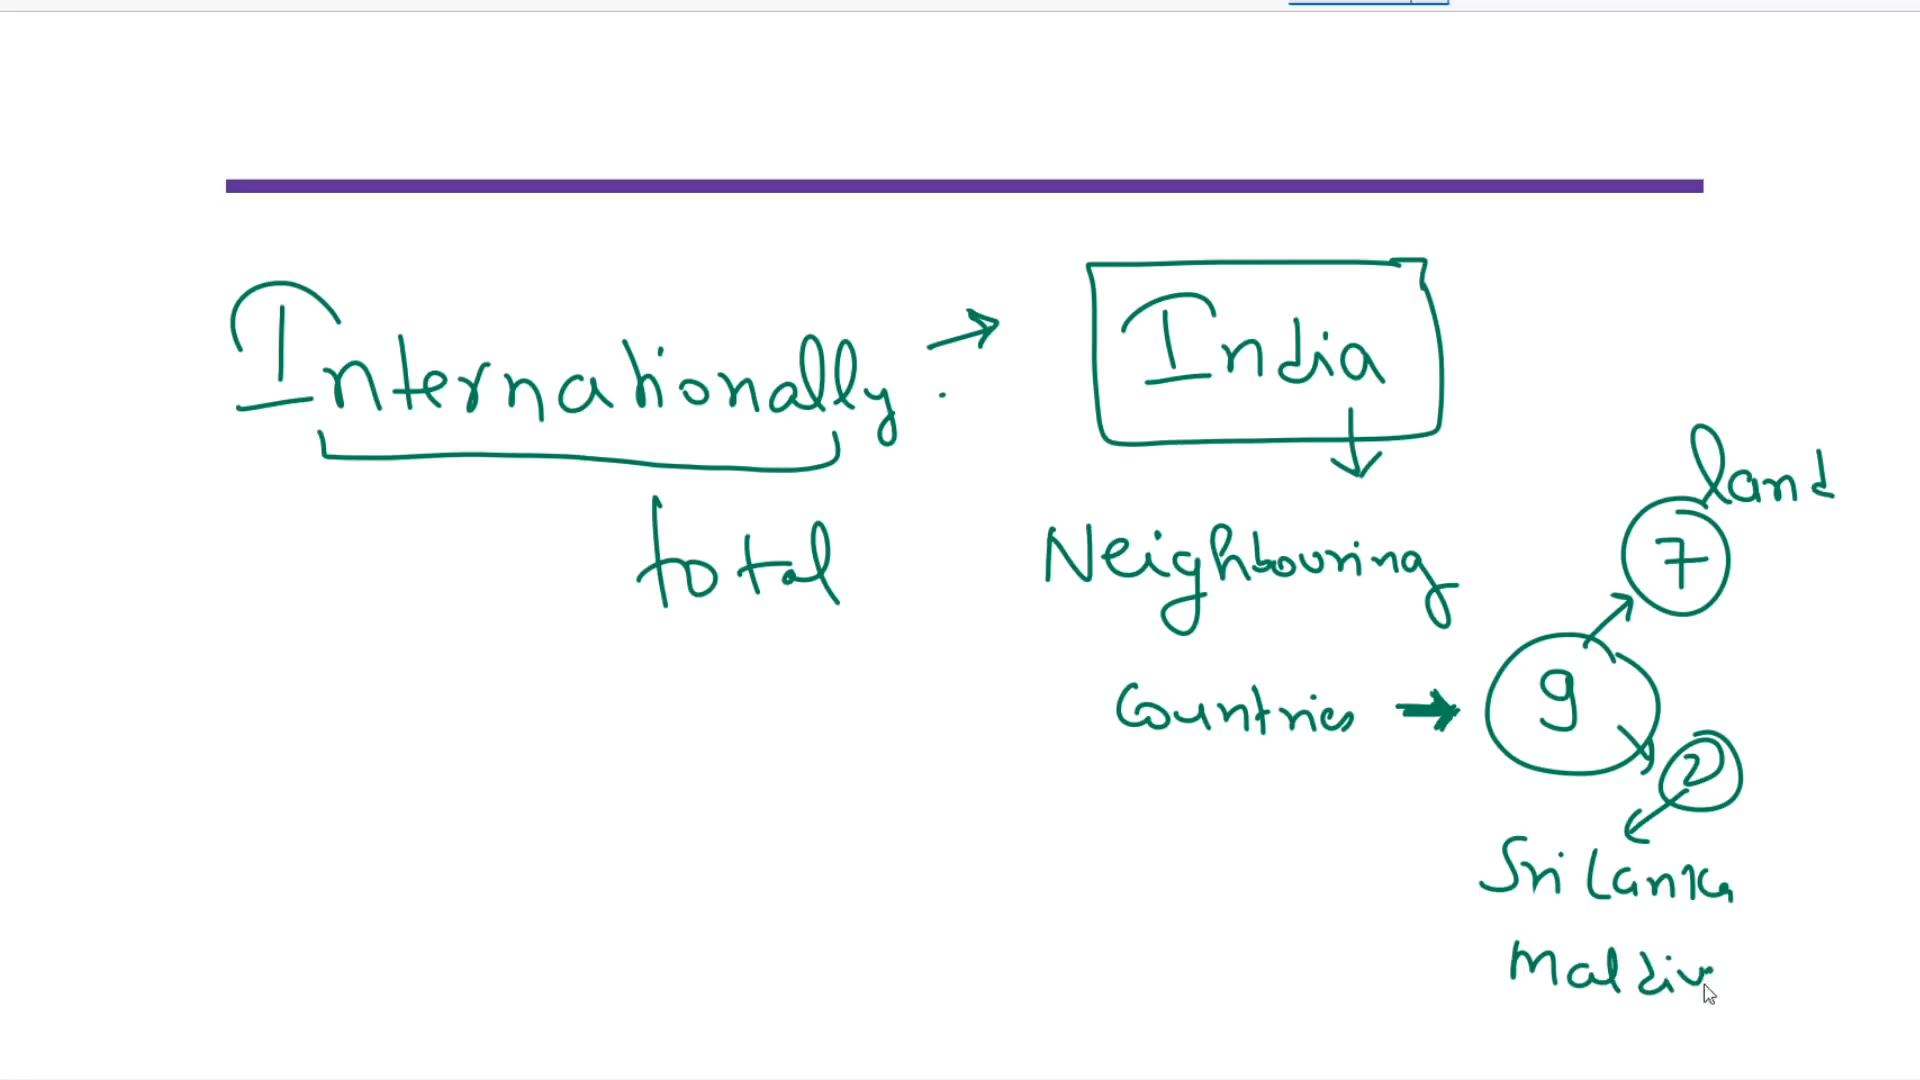 Internationally. → India
total
Neighbouring
Countries → 9
7 land
2
Sri Lanka
Maldiv